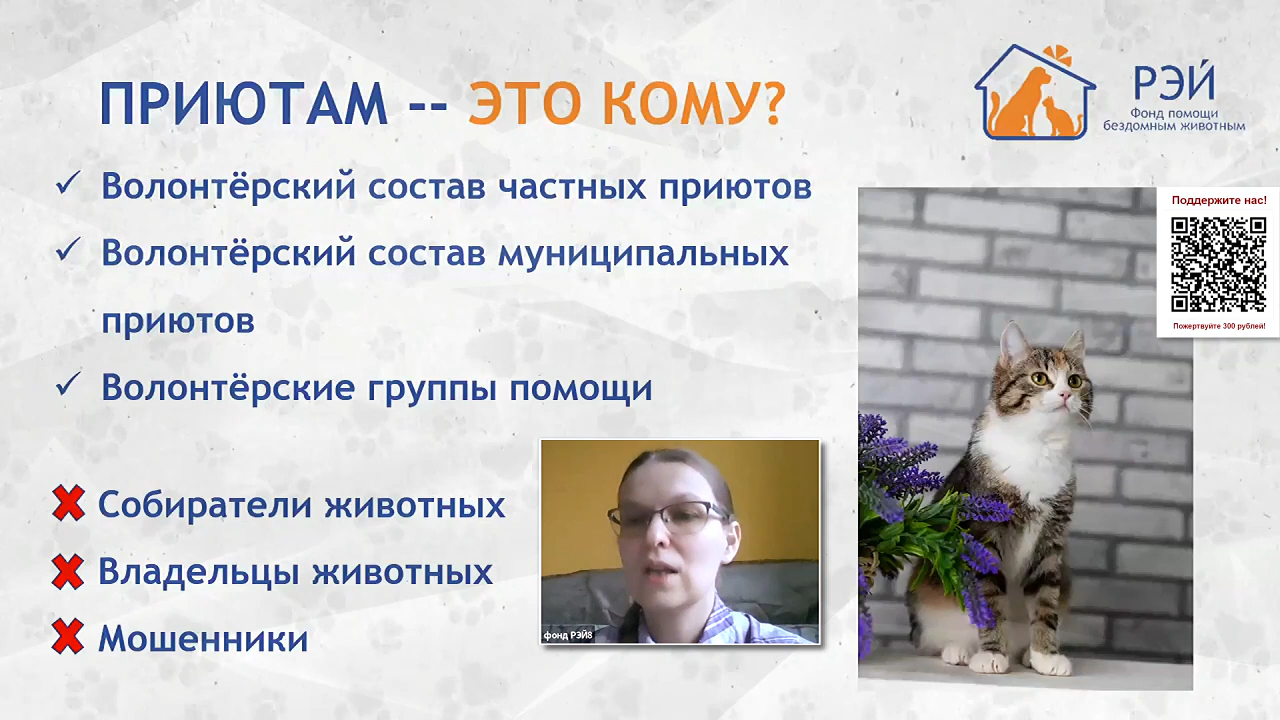 ПРИЮТАМ -- ЭТО КОМУ?
РЭЙ
Фонд помощи
бездомным животным
Волонтёрский состав частных приютов
Волонтёрский состав муниципальных
приютов
Волонтёрские группы помощи
Собиратели животных
Владельцы животных
Мошенники
фонд РЭЙ8
Поддержите нас!
Пожертвуйте 300 рублей!